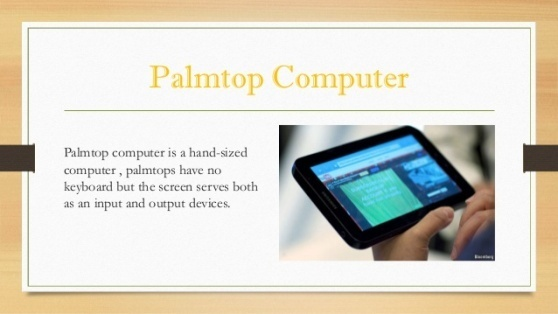 Palmtop Computer
Palmtop computer is a hand-sized
computer , palmtops have no
keyboard but the screen serves both
as an input and output devices.